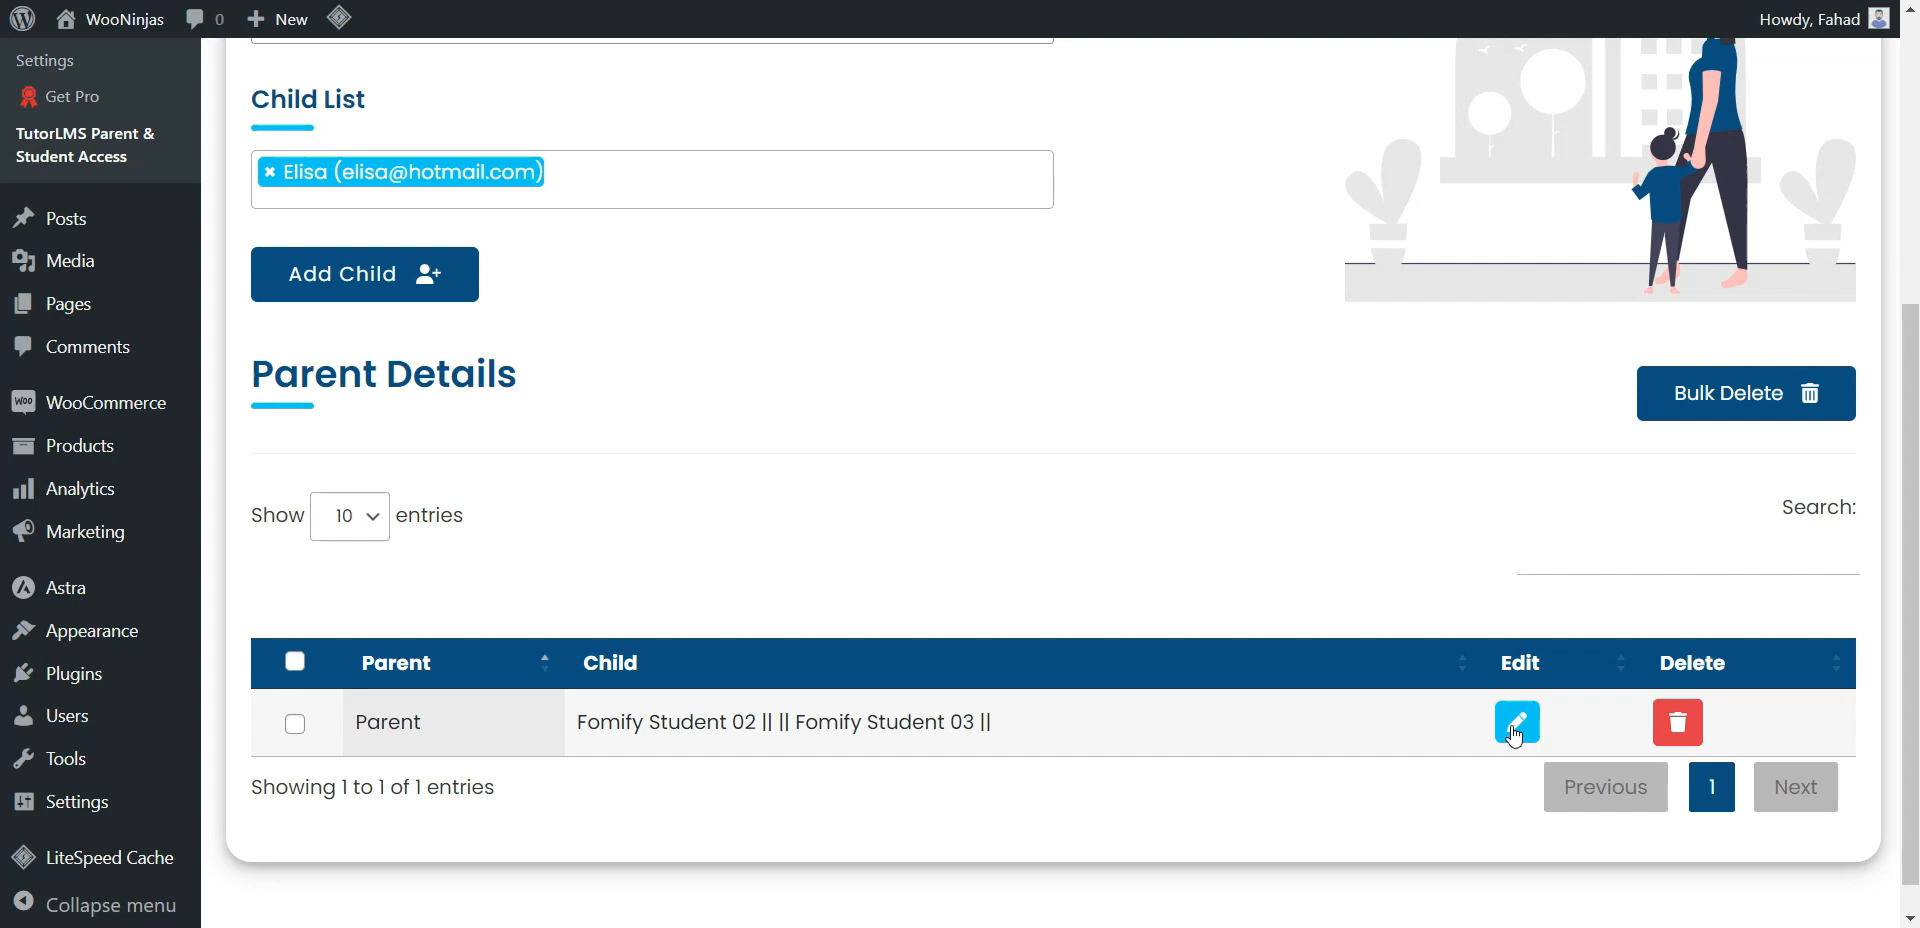 WooNinjas
0
New
Howdy, Fahad
Settings
Get Pro
TutorLMS Parent &
Student Access
Posts
Media
Pages
Comments
Woo
WooCommerce
Products
Analytics
Marketing
Astra
Appearance
Plugins
Users
Tools
Settings
LiteSpeed Cache
Collapse menu
Child List
× Elisa (elisa@hotmail.com)
Add Child
Parent Details
Bulk Delete
Show 10 entries
Search:
Parent Child Edit Delete
Parent Fomify Student 02 || || Fomify Student 03 ||
Showing 1 to 1 of 1 entries
Previous 1 Next